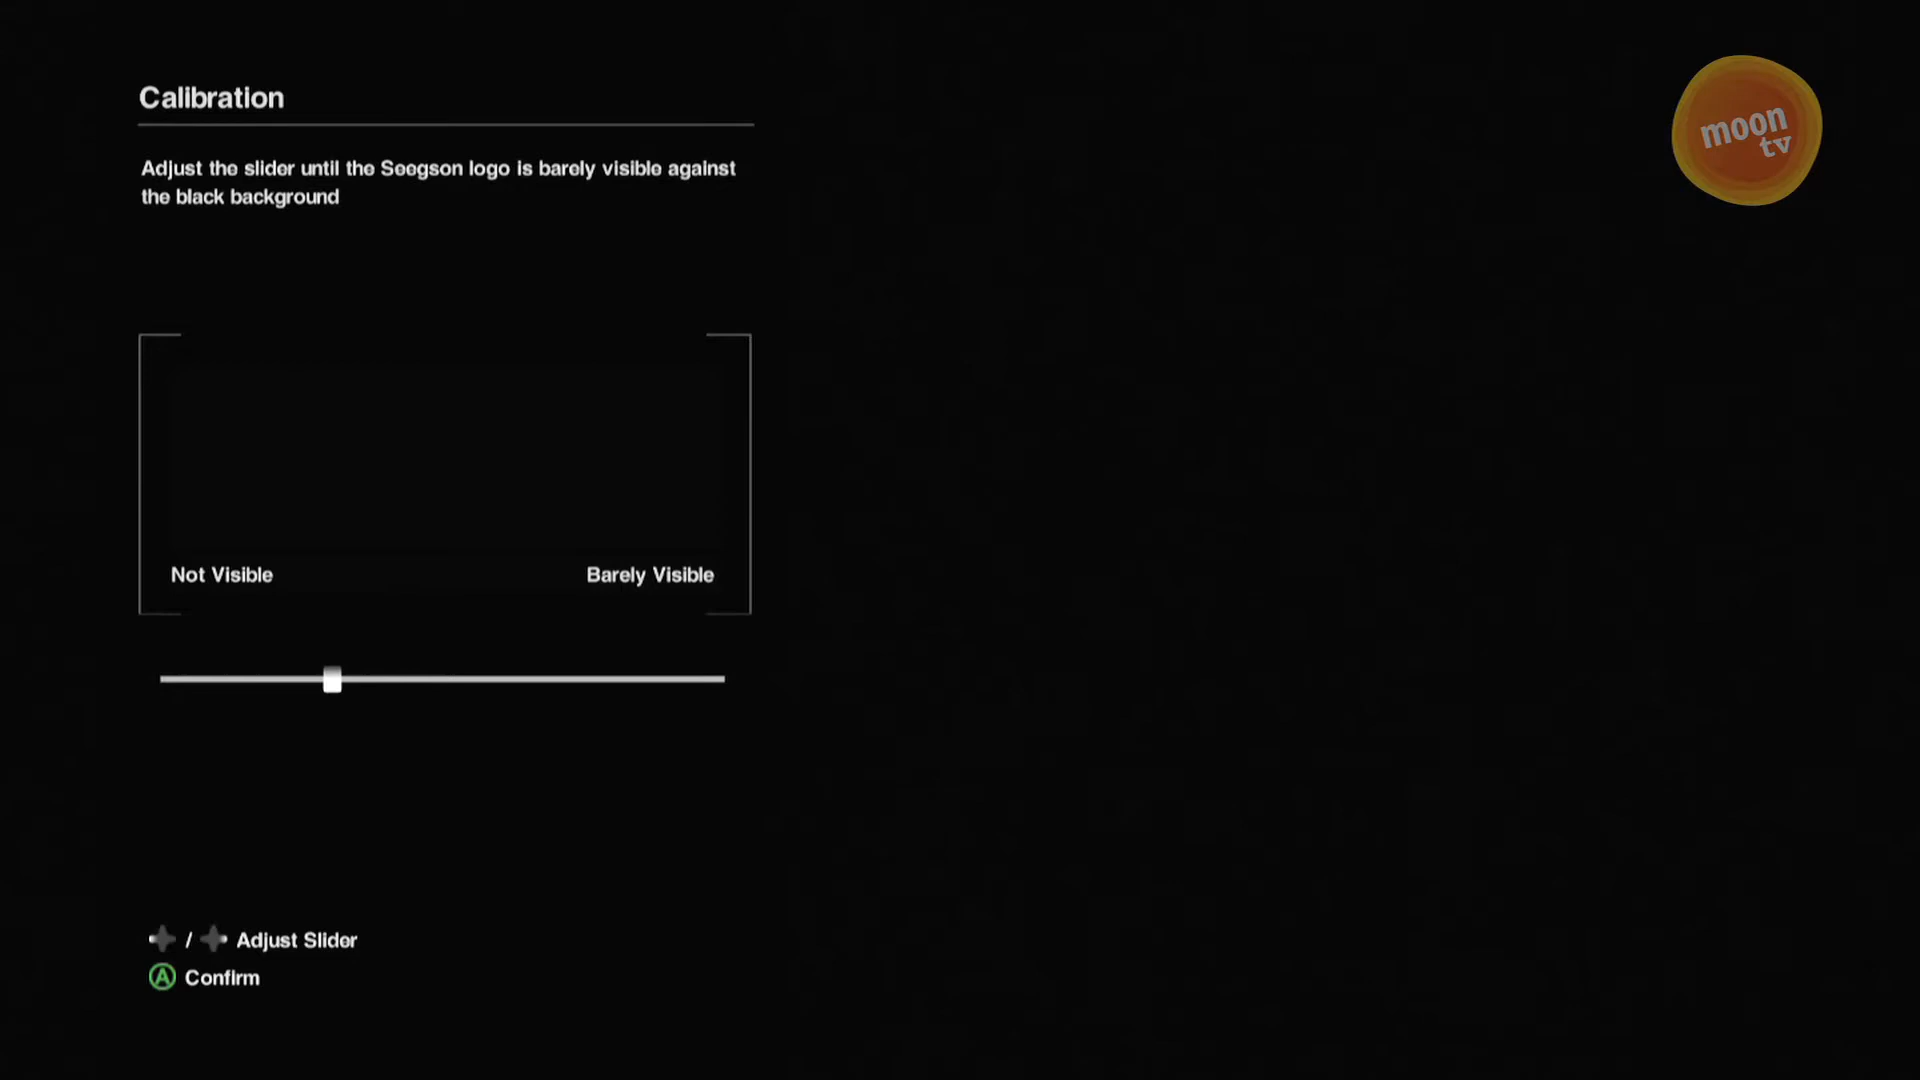 Calibration
moon
tv
Adjust the slider until the Seegson logo is barely visible against
the black background
Not Visible
Barely Visible
/ Adjust Slider
A Confirm